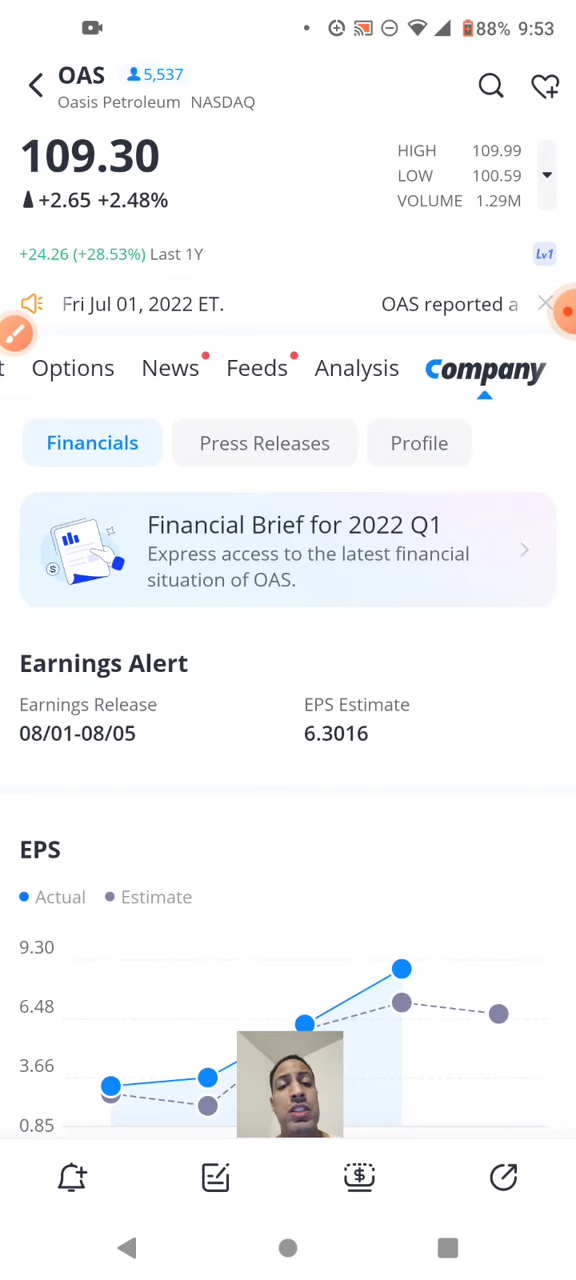 88% 9:53
OAS 5,537
Oasis Petroleum NASDAQ
109.30
+2.65 +2.48%
HIGH 109.99
LOW 100.59
VOLUME 1.29M
+24.26 (+28.53%) Last 1Y
Lv1
Fri Jul 01, 2022 ET. OAS reported a
t Options News Feeds Analysis Company
Financials Press Releases Profile
Financial Brief for 2022 Q1
Express access to the latest financial
situation of OAS.
Earnings Alert
Earnings Release EPS Estimate
08/01-08/05 6.3016
EPS
Actual Estimate
9.30
6.48
3.66
0.85